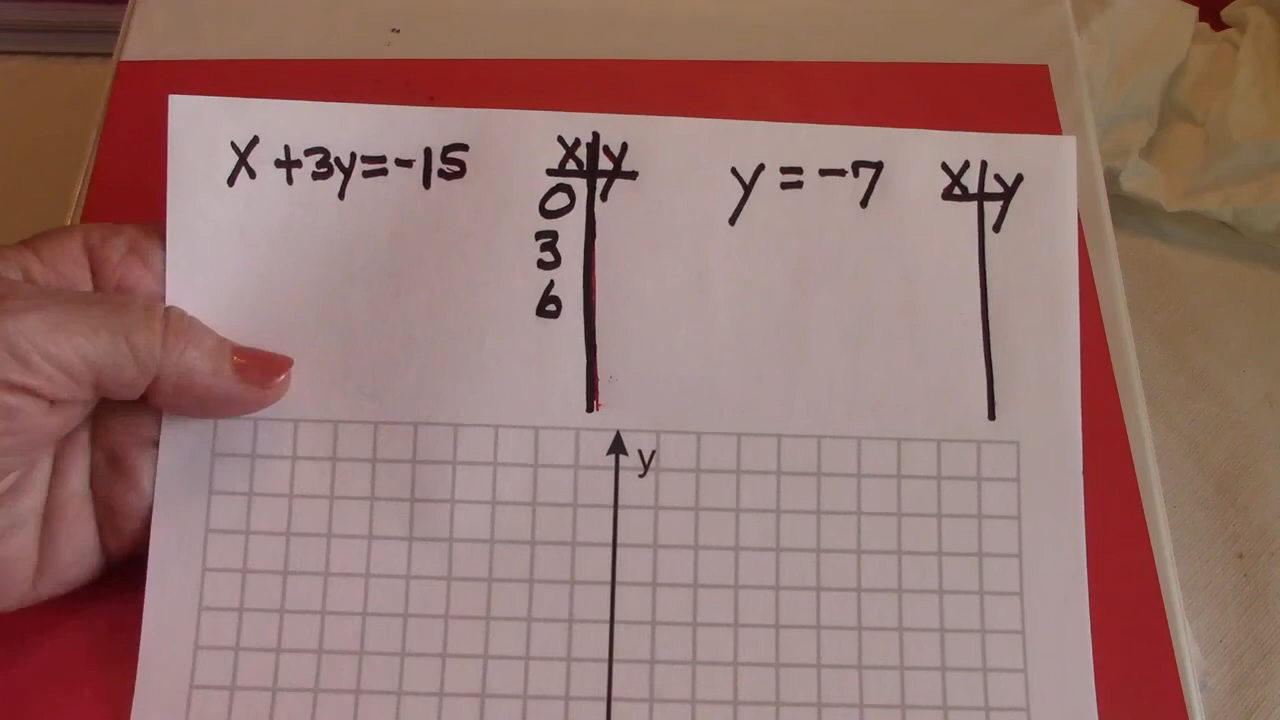 x + 3y = -15
x y
0
3
6
y = -7
x y
y